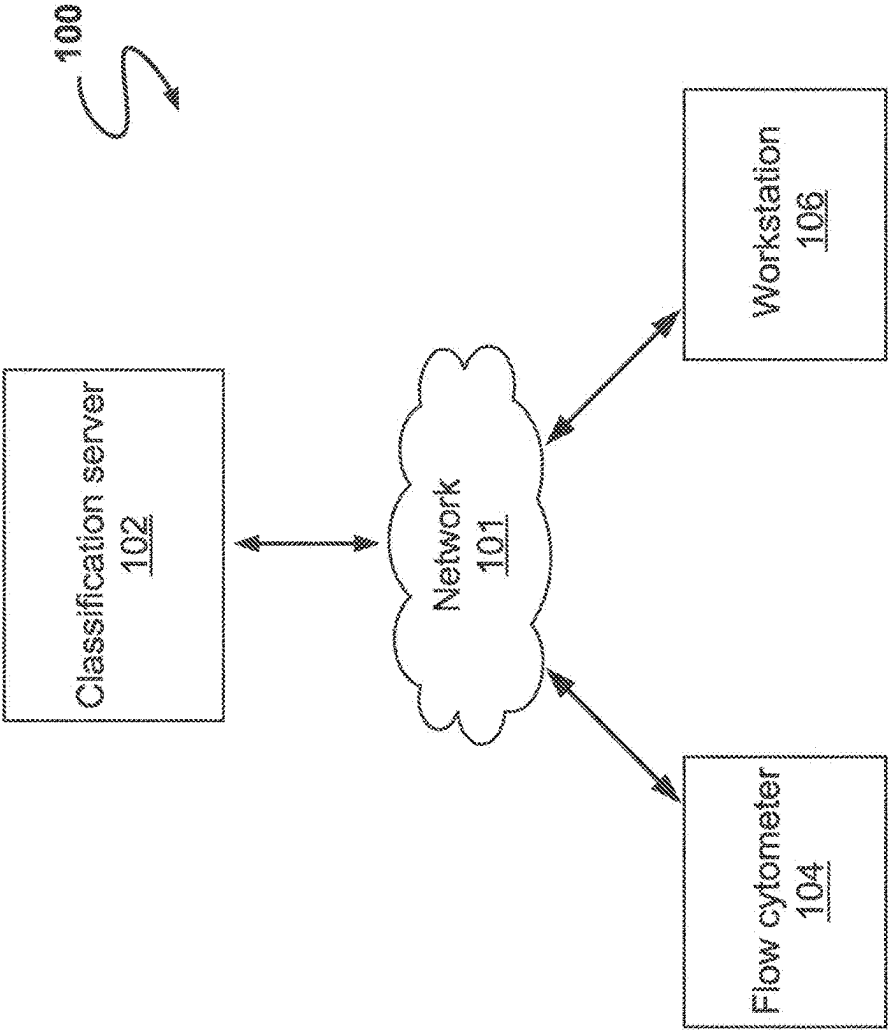 100
Classification server
102
Network
101
Flow cytometer
104
Workstation
106